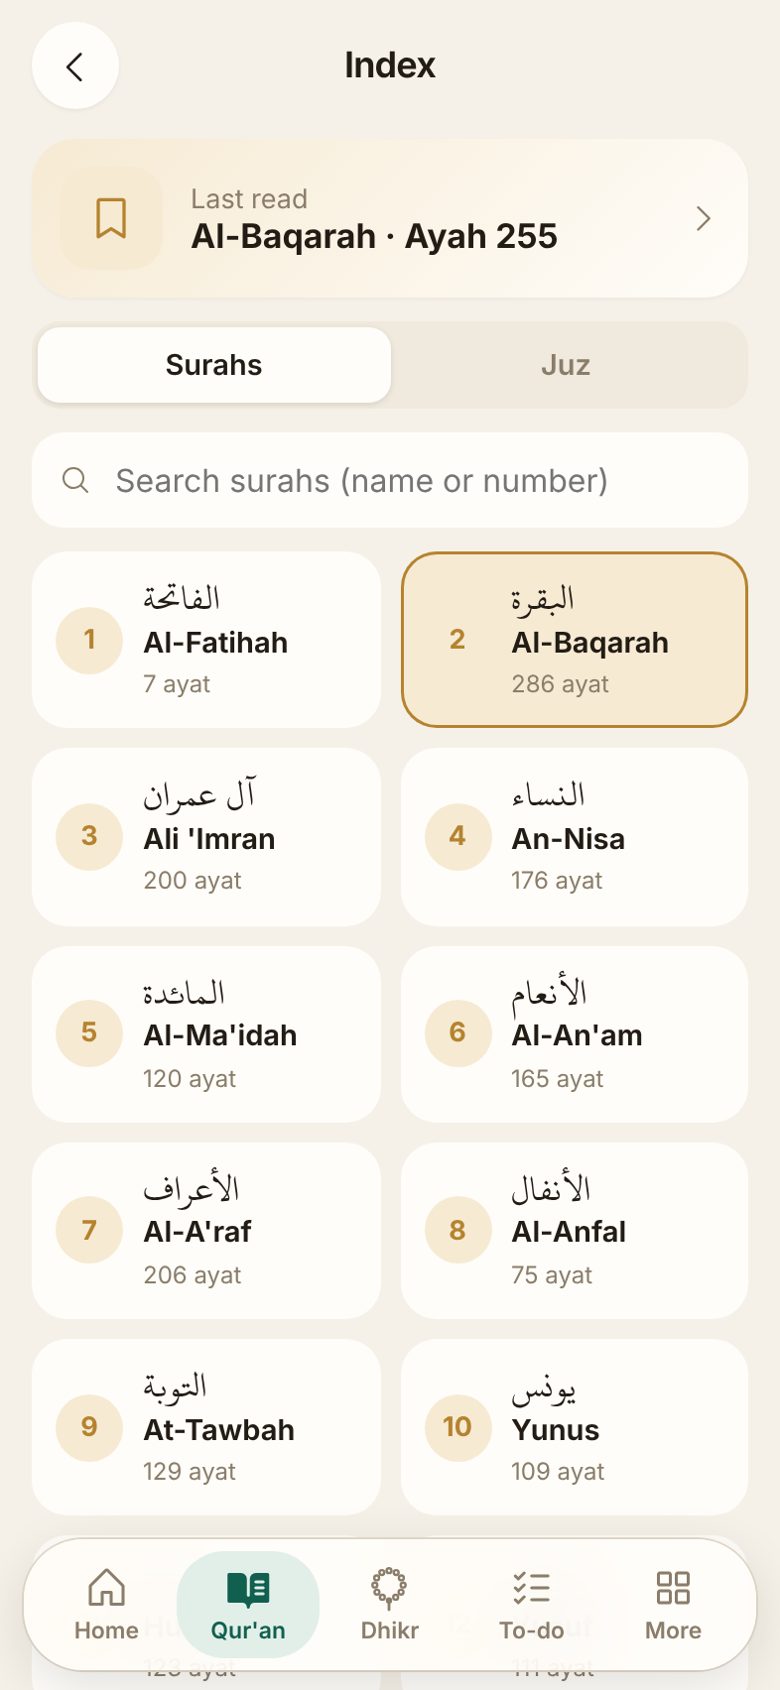 Index
Last read
Al-Baqarah · Ayah 255
Surahs
Juz
Search surahs (name or number)
1
الفاتحة
Al-Fatihah
7 ayat
2
البقرة
Al-Baqarah
286 ayat
3
آل عمران
Ali 'Imran
200 ayat
4
النساء
An-Nisa
176 ayat
5
المائدة
Al-Ma'idah
120 ayat
6
الأنعام
Al-An'am
165 ayat
7
الأعراف
Al-A'raf
206 ayat
8
الأنفال
Al-Anfal
75 ayat
9
التوبة
At-Tawbah
129 ayat
10
يونس
Yunus
109 ayat
Home
Qur'an
Dhikr
To-do
More
123 ayat
111 ayat